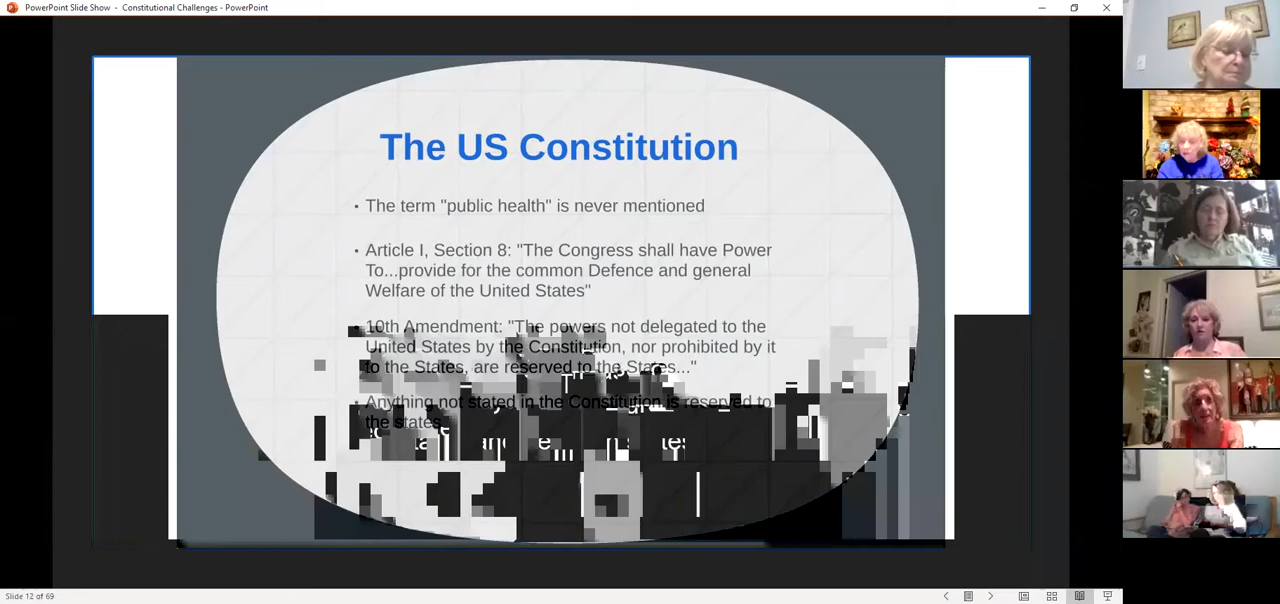 PowerPoint Slide Show - Constitutional Challenges - PowerPoint
The US Constitution
• The term "public health" is never mentioned
• Article I, Section 8: "The Congress shall have Power
To...provide for the common Defence and general
Welfare of the United States"
• 10th Amendment: "The powers not delegated to the
United States by the Constitution, nor prohibited by it
to the States, are reserved to the States..."
• Anything not stated in the Constitution is reserved to
the states
Slide 12 of 69